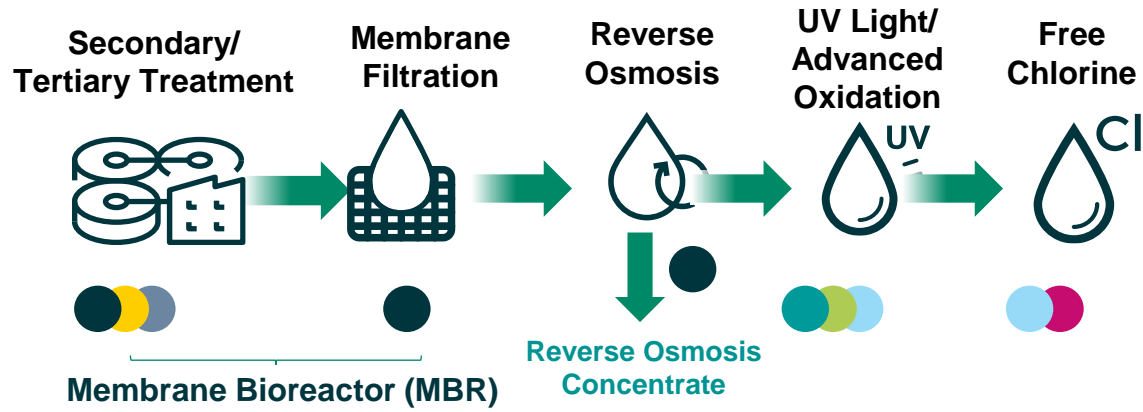 Secondary/
Tertiary Treatment
Membrane
Filtration
Reverse
Osmosis
UV Light/
Advanced
Oxidation
Free
Chlorine
UV
Cl
Reverse Osmosis
Concentrate
Membrane Bioreactor (MBR)